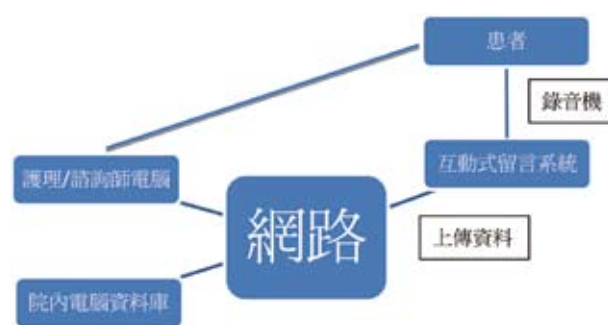 患者
錄音機
護理/諮詢師電腦
互動式留言系統
網路
上傳資料
院內電腦資料庫